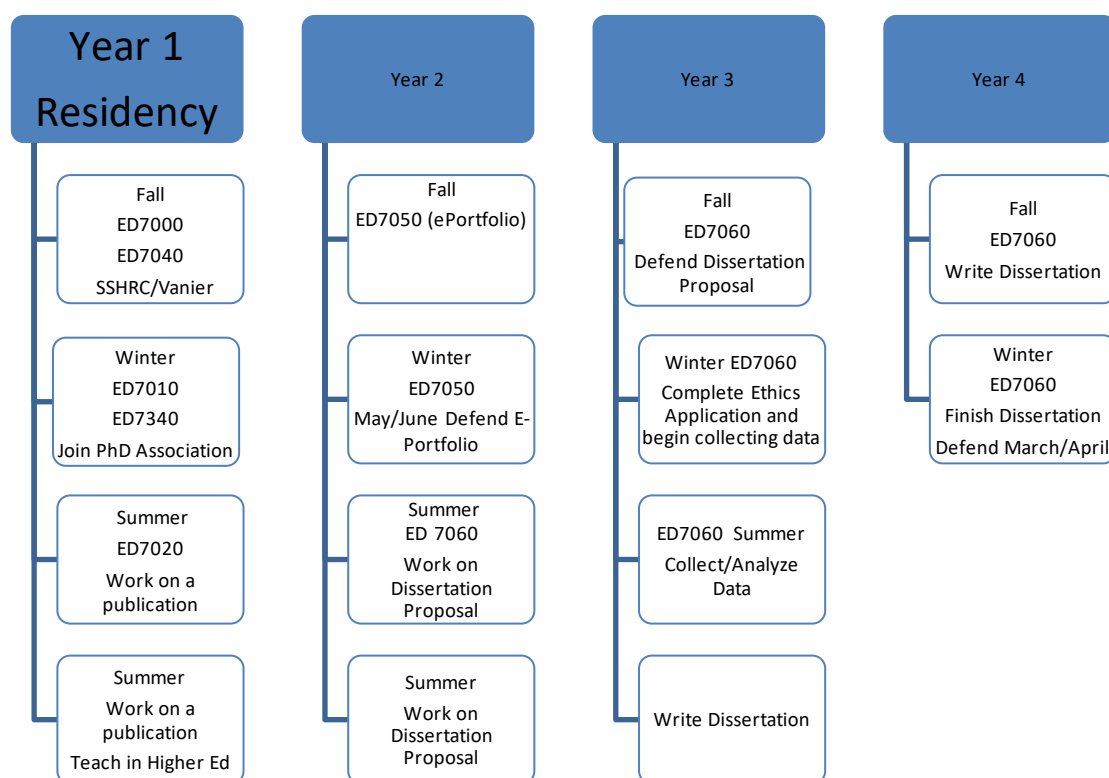 Year 1
Residency
Fall
ED7000
ED7040
SSHRC/Vanier
Winter
ED7010
ED7340
Join PhD Association
Summer
ED7020
Work on a
publication
Summer
Work on a
publication
Teach in Higher Ed
Year 2
Fall
ED7050 (ePortfolio)
Winter
ED7050
May/June Defend E-
Portfolio
Summer
ED 7060
Work on
Dissertation
Proposal
Summer
Work on
Dissertation
Proposal
Year 3
Fall
ED7060
Defend Dissertation
Proposal
Winter ED7060
Complete Ethics
Application and
begin collecting data
ED7060 Summer
Collect/Analyze
Data
Write Dissertation
Year 4
Fall
ED7060
Write Dissertation
Winter
ED7060
Finish Dissertation
Defend March/April